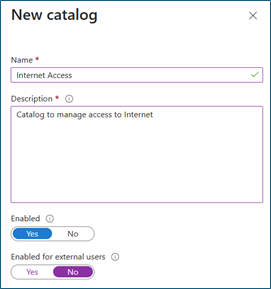 New catalog
Name *
Internet Access
Description *
Catalog to manage access to Internet
Enabled
Yes No
Enabled for external users
Yes No